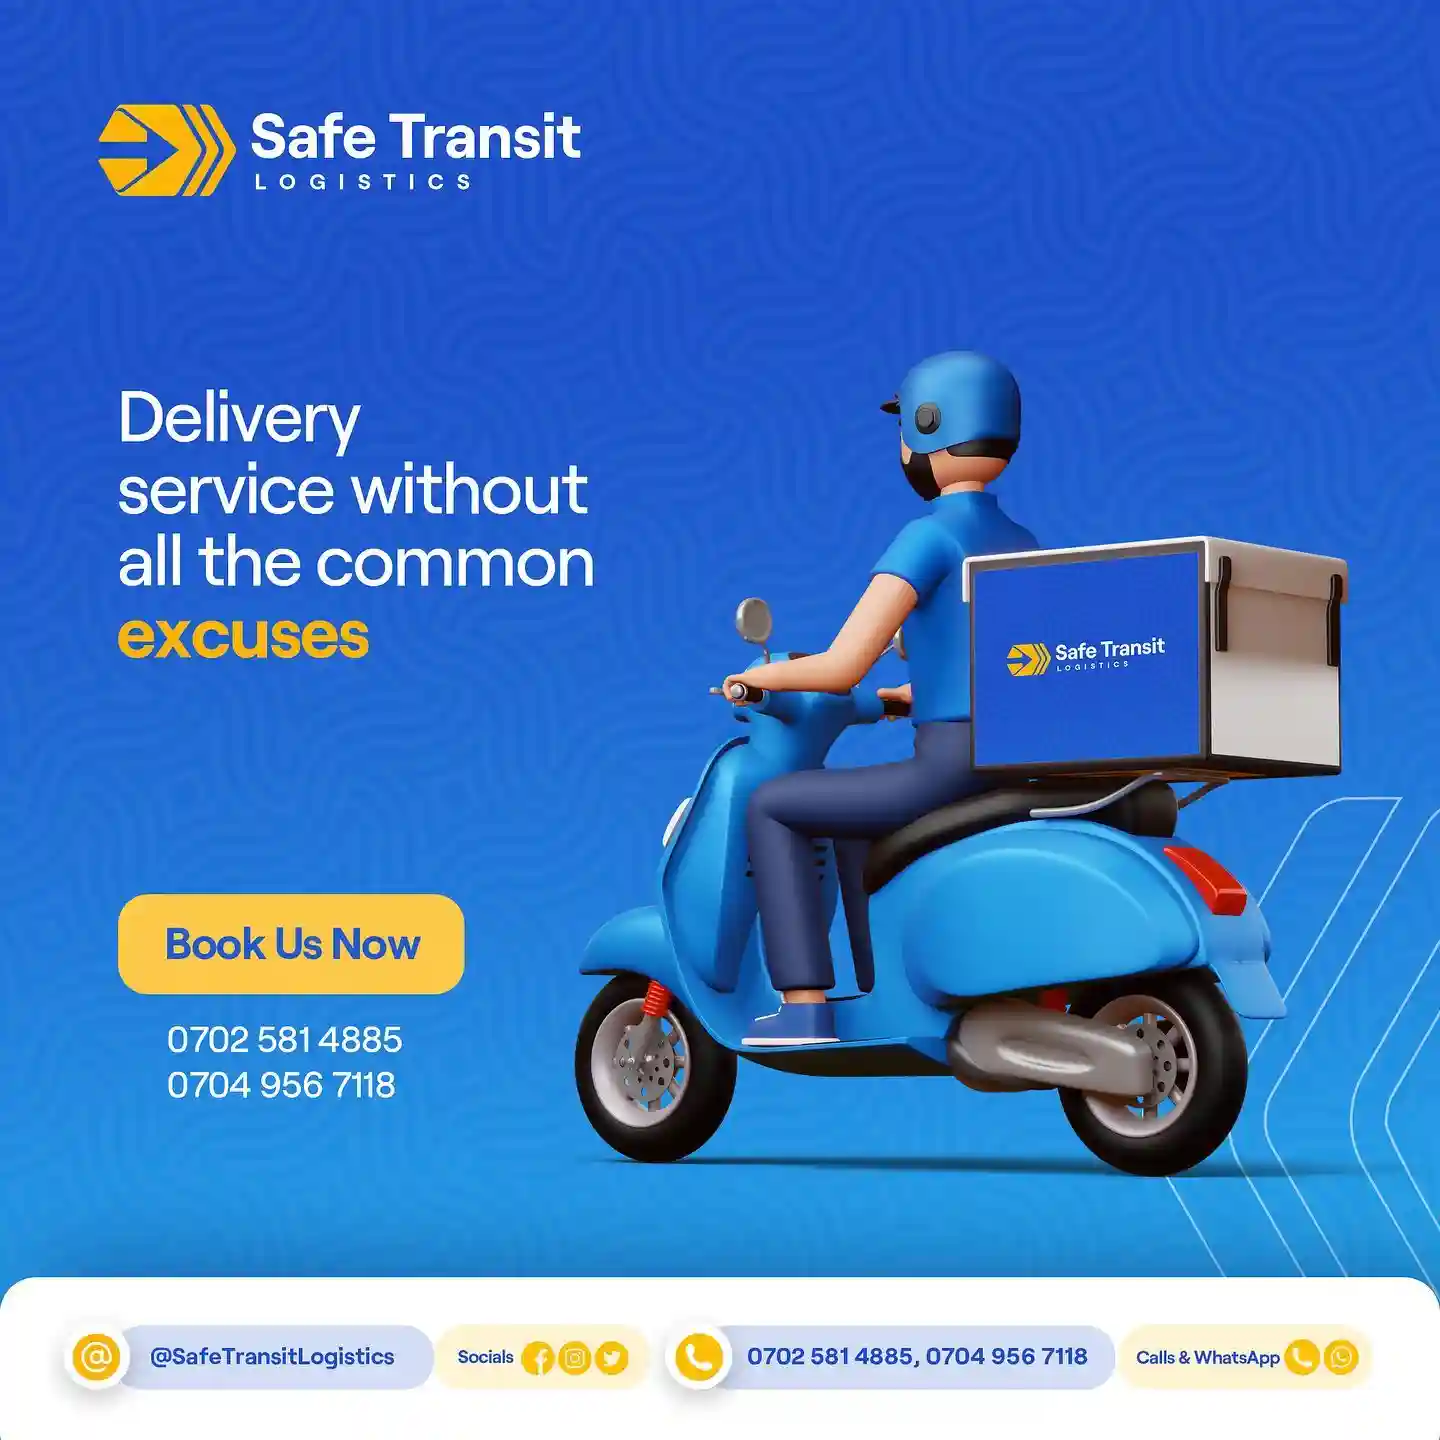 Safe Transit
LOGISTICS
Delivery
service without
all the common
excuses
Safe Transit
LOGISTICS
Book Us Now
0702 581 4885
0704 956 7118
@SafeTransitLogistics
Socials
0702 581 4885, 0704 956 7118
Calls & WhatsApp